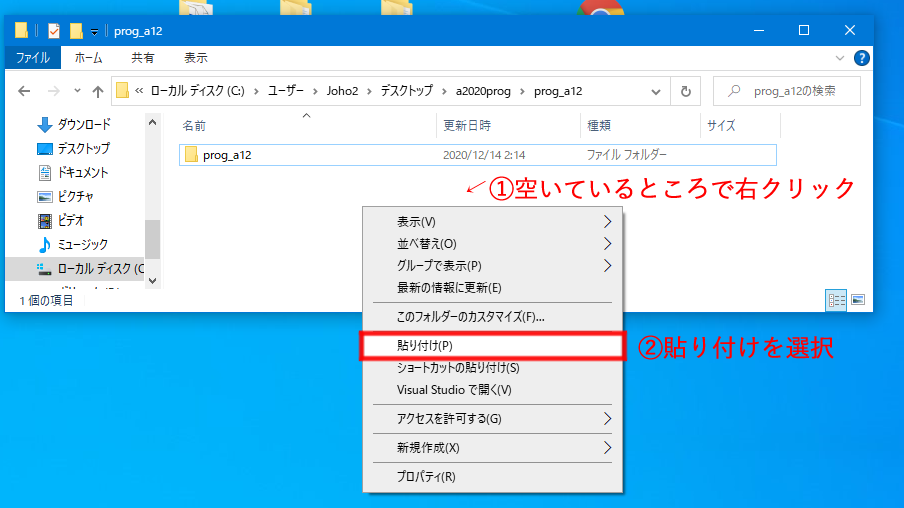 prog_a12
ファイル ホーム 共有 表示
« ローカル ディスク (C:) › ユーザー › Joho2 › デスクトップ › a2020prog › prog_a12
prog_a12の検索
名前 更新日時 種類 サイズ
prog_a12 2020/12/14 2:14 ファイル フォルダー
ダウンロード
デスクトップ
ドキュメント
ピクチャ
ビデオ
ミュージック
ローカル ディスク (C
1 個の項目
↙①空いているところで右クリック
表示(V)
並べ替え(O)
グループで表示(P)
最新の情報に更新(E)
このフォルダーのカスタマイズ(F)...
貼り付け(P)
②貼り付けを選択
ショートカットの貼り付け(S)
Visual Studio で開く(V)
アクセスを許可する(G)
新規作成(X)
プロパティ(R)